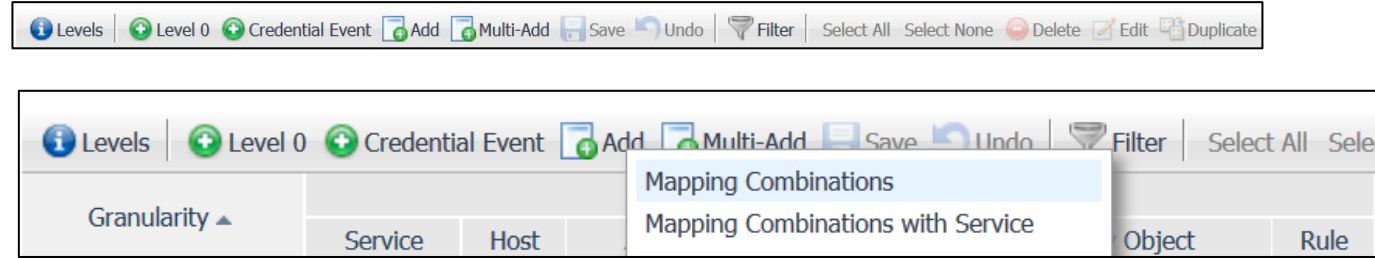 Levels Level 0 Credential Event Add Multi-Add Save Undo Filter Select All Select None Delete Edit Duplicate
Levels Level 0 Credential Event Add Multi-Add Save Undo Filter Select All Sele
Mapping Combinations
Granularity
Mapping Combinations with Service
Service Host Object Rule